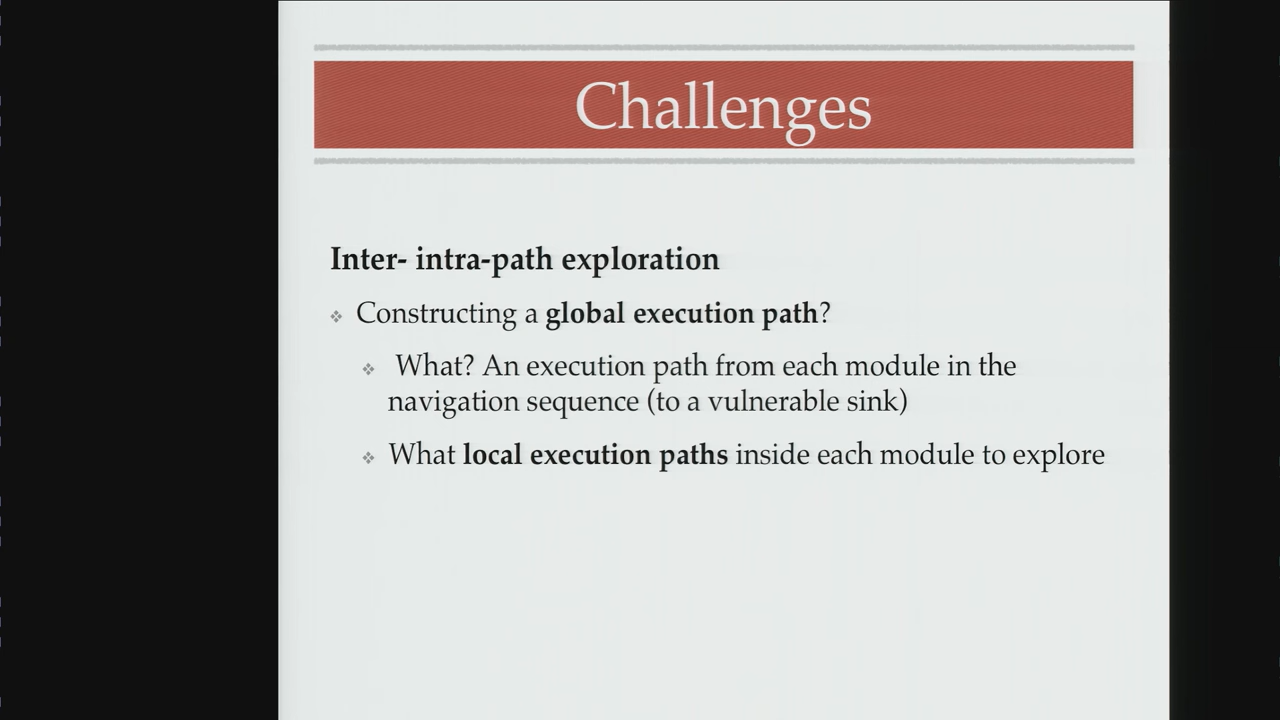 Challenges
Inter- intra-path exploration
Constructing a global execution path?
What? An execution path from each module in the
navigation sequence (to a vulnerable sink)
What local execution paths inside each module to explore